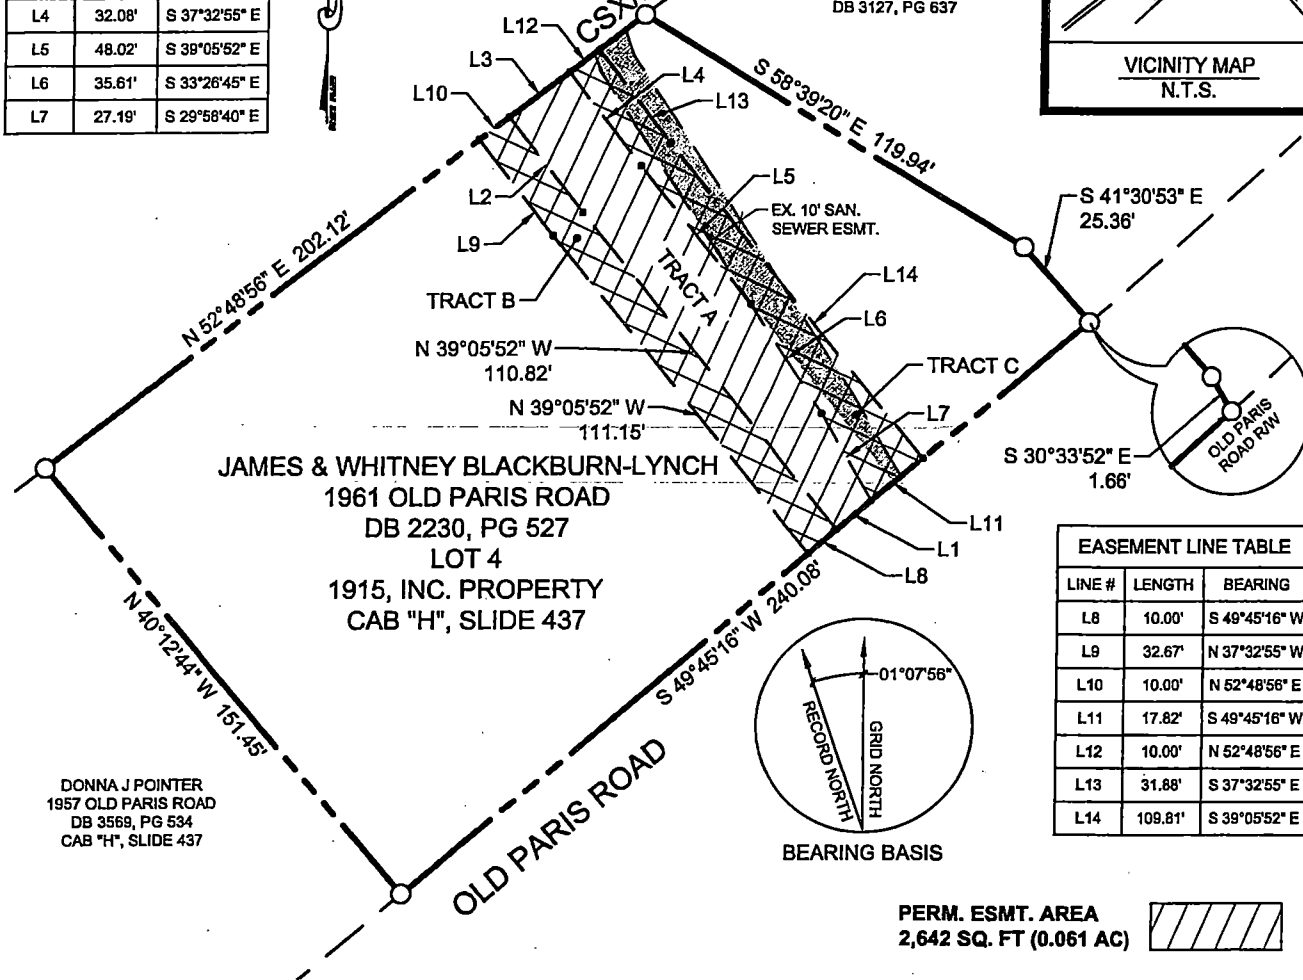 L4 32.08' S 37°32'55" E
L5 48.02' S 39°05'52" E
L6 35.61' S 33°26'45" E
L7 27.19' S 29°58'40" E
CSX
DB 3127, PG 637
VICINITY MAP
N.T.S.
L12
L3
L10
L4
L13
S 58°39'20" E 119.94'
L2
L9
L5
EX. 10' SAN.
SEWER ESMT.
S 41°30'53" E
25.36'
N 52°48'56" E 202.12'
TRACT B
TRACT A
L14
L6
N 39°05'52" W
110.82'
TRACT C
N 39°05'52" W
111.15'
L7
S 30°33'52" E
1.66'
OLD PARIS
ROAD R/W
JAMES & WHITNEY BLACKBURN-LYNCH
1961 OLD PARIS ROAD
DB 2230, PG 527
LOT 4
1915, INC. PROPERTY
CAB "H", SLIDE 437
L11
L1
L8
N 40°12'44" W 151.45'
S 49°45'16" W 240.08'
EASEMENT LINE TABLE
LINE # LENGTH BEARING
L8 10.00' S 49°45'16" W
L9 32.67' N 37°32'55" W
L10 10.00' N 52°48'56" E
L11 17.82' S 49°45'16" W
L12 10.00' N 52°48'56" E
L13 31.88' S 37°32'55" E
L14 109.81' S 39°05'52" E
01°07'56"
RECORD NORTH
GRID NORTH
BEARING BASIS
DONNA J POINTER
1957 OLD PARIS ROAD
DB 3569, PG 534
CAB "H", SLIDE 437
OLD PARIS ROAD
PERM. ESMT. AREA
2,642 SQ. FT (0.061 AC)